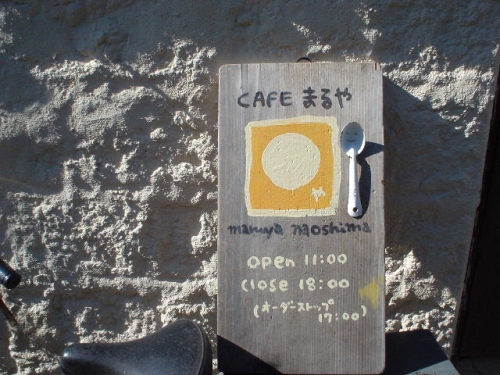 CAFE まるや
や
maruya naoshima
open 11:00
close 18:00
(オーダーストップ
17:00)